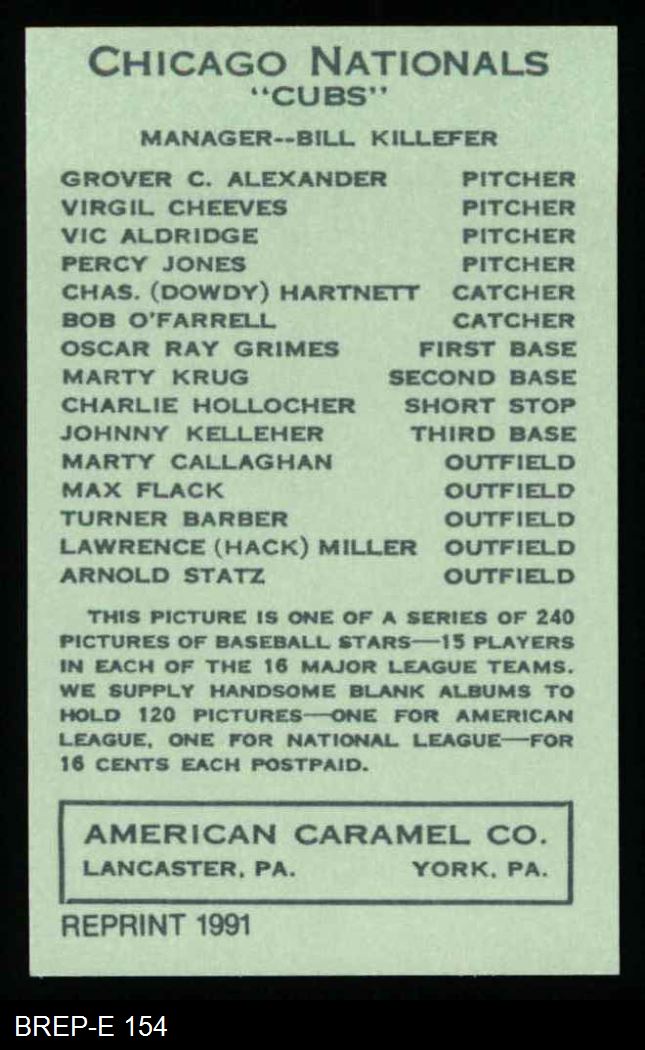 CHICAGO NATIONALS
"CUBS"
MANAGER--BILL KILLEFER
GROVER C. ALEXANDER PITCHER
VIRGIL CHEEVES PITCHER
VIC ALDRIDGE PITCHER
PERCY JONES PITCHER
CHAS. (DOWDY) HARTNETT CATCHER
BOB O'FARRELL CATCHER
OSCAR RAY GRIMES FIRST BASE
MARTY KRUG SECOND BASE
CHARLIE HOLLOCHER SHORT STOP
JOHNNY KELLEHER THIRD BASE
MARTY CALLAGHAN OUTFIELD
MAX FLACK OUTFIELD
TURNER BARBER OUTFIELD
LAWRENCE (HACK) MILLER OUTFIELD
ARNOLD STATZ OUTFIELD
THIS PICTURE IS ONE OF A SERIES OF 240
PICTURES OF BASEBALL STARS—15 PLAYERS
IN EACH OF THE 16 MAJOR LEAGUE TEAMS.
WE SUPPLY HANDSOME BLANK ALBUMS TO
HOLD 120 PICTURES—ONE FOR AMERICAN
LEAGUE, ONE FOR NATIONAL LEAGUE—FOR
16 CENTS EACH POSTPAID.
AMERICAN CARAMEL CO.
LANCASTER, PA. YORK, PA.
REPRINT 1991
BREP-E 154